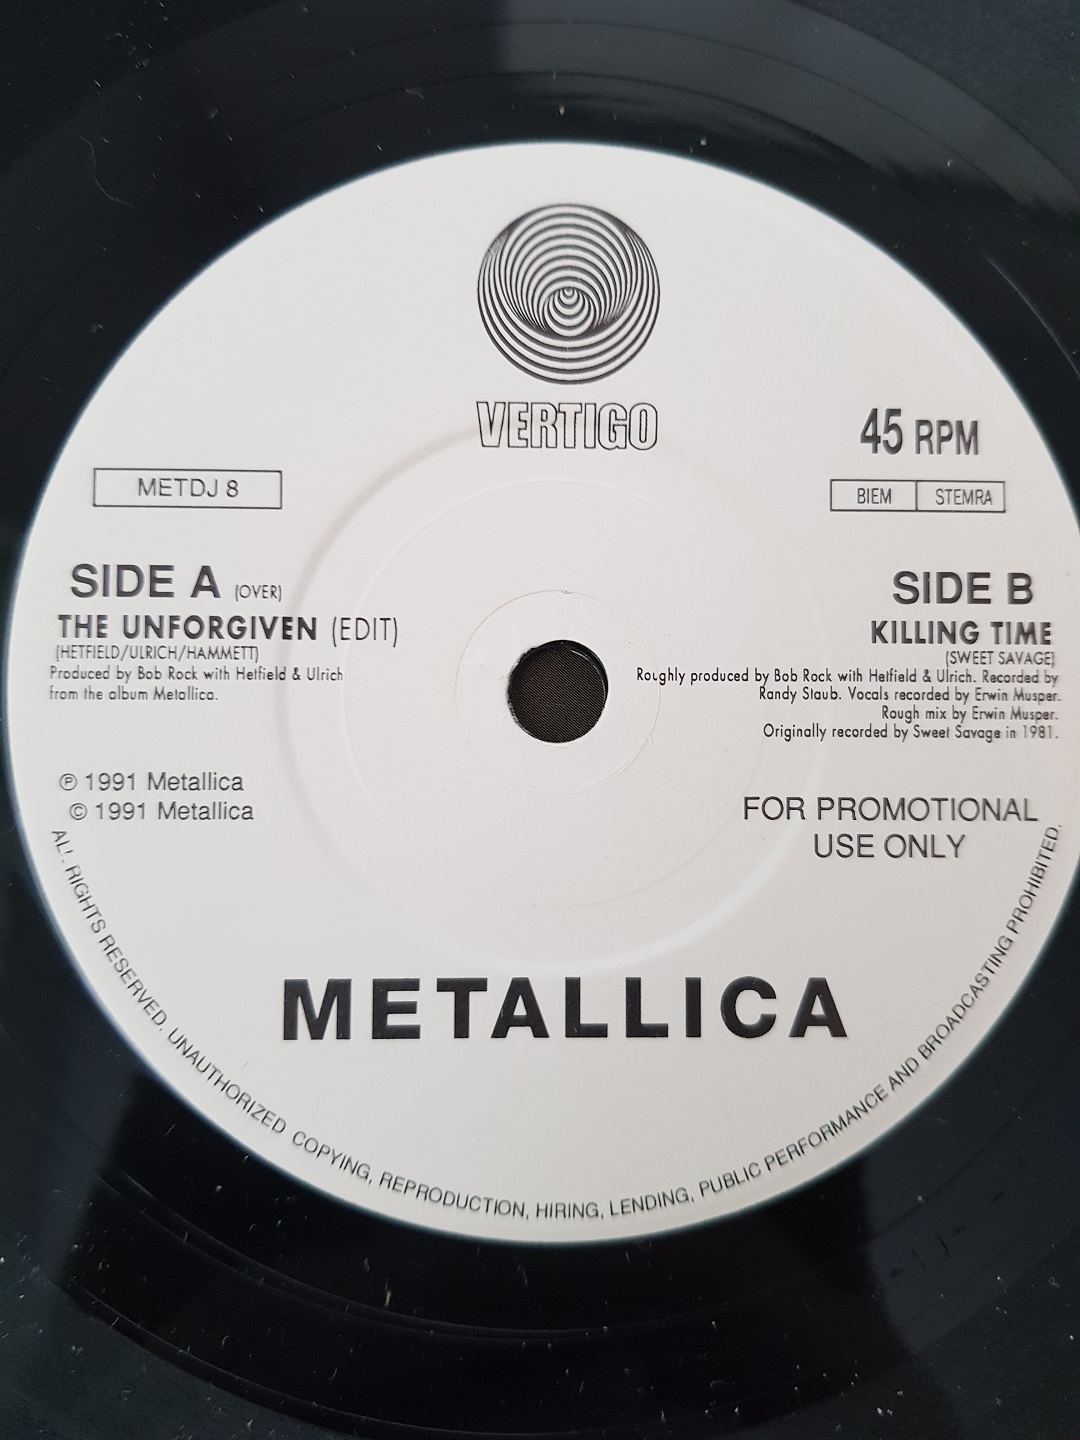 VERTIGO
45 RPM
METDJ 8
BIEM STEMRA
SIDE A (OVER)
THE UNFORGIVEN (EDIT)
(HETFIELD/ULRICH/HAMMETT)
Produced by Bob Rock with Hetfield & Ulrich
from the album Metallica.
SIDE B
KILLING TIME
(SWEET SAVAGE)
Roughly produced by Bob Rock with Hetfield & Ulrich. Recorded by
Randy Staub. Vocals recorded by Erwin Musper.
Rough mix by Erwin Musper.
Originally recorded by Sweet Savage in 1981.
℗ 1991 Metallica
© 1991 Metallica
FOR PROMOTIONAL
USE ONLY
METALLICA
ALL RIGHTS RESERVED. UNAUTHORIZED COPYING, REPRODUCTION, HIRING, LENDING, PUBLIC PERFORMANCE AND BROADCASTING PROHIBITED.